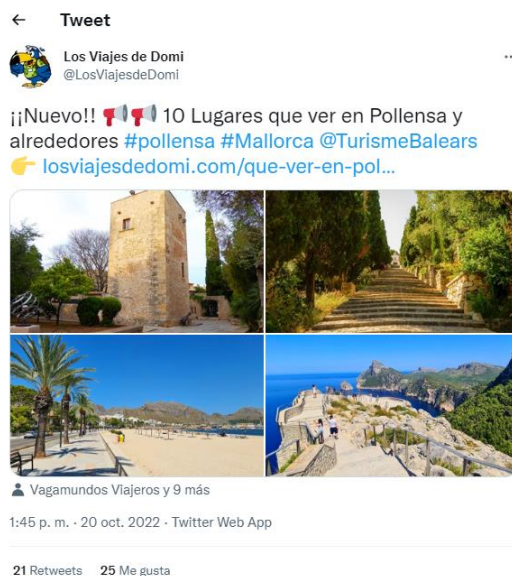 Tweet
Los Viajes de Domi
@LosViajesdeDomi
¡¡Nuevo!! 10 Lugares que ver en Pollensa y
alrededores #pollensa #Mallorca @TurismeBalears
losviajesdedomi.com/que-ver-en-pol...
Vagamundos Viajeros y 9 más
1:45 p. m. · 20 oct. 2022 · Twitter Web App
21 Retweets 25 Me gusta